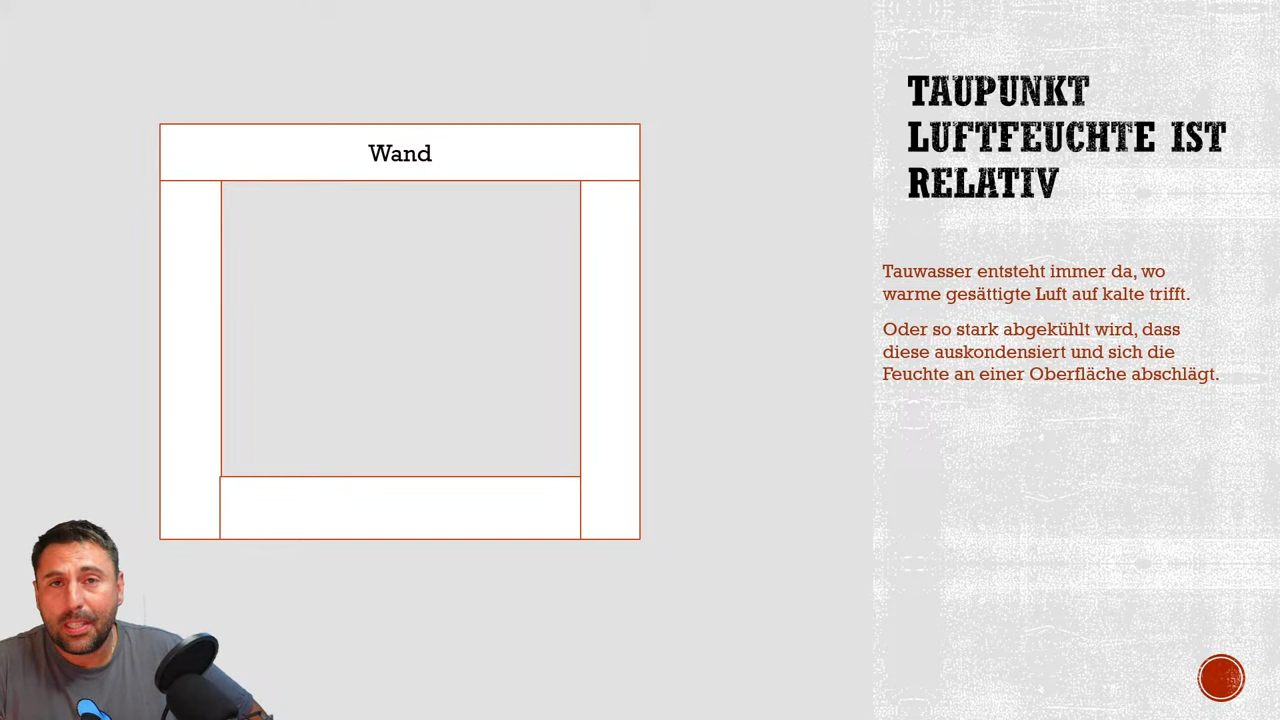 Wand
TAUPUNKT
LUFTFEUCHTE IST
RELATIV
Tauwasser entsteht immer da, wo
warme gesättigte Luft auf kalte trifft.
Oder so stark abgekühlt wird, dass
diese auskondensiert und sich die
Feuchte an einer Oberfläche abschlägt.